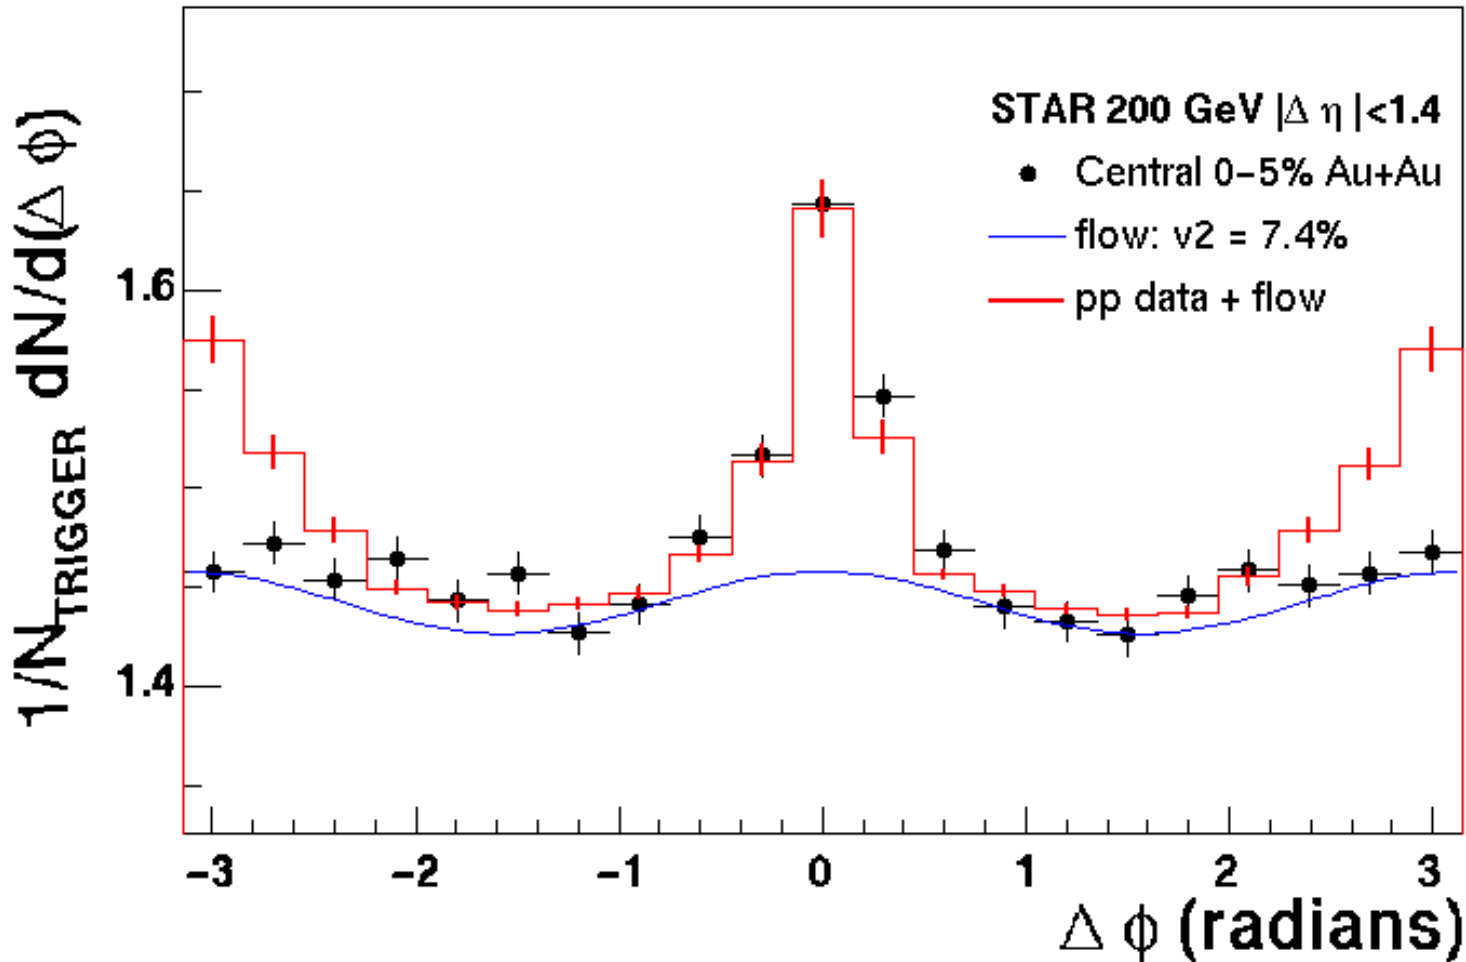 1/N_TRIGGER dN/d(Δ ϕ)
STAR 200 GeV |Δ η |<1.4
Central 0−5% Au+Au
flow: v2 = 7.4%
pp data + flow
1.6
1.4
−3 −2 −1 0 1 2 3
Δ ϕ (radians)